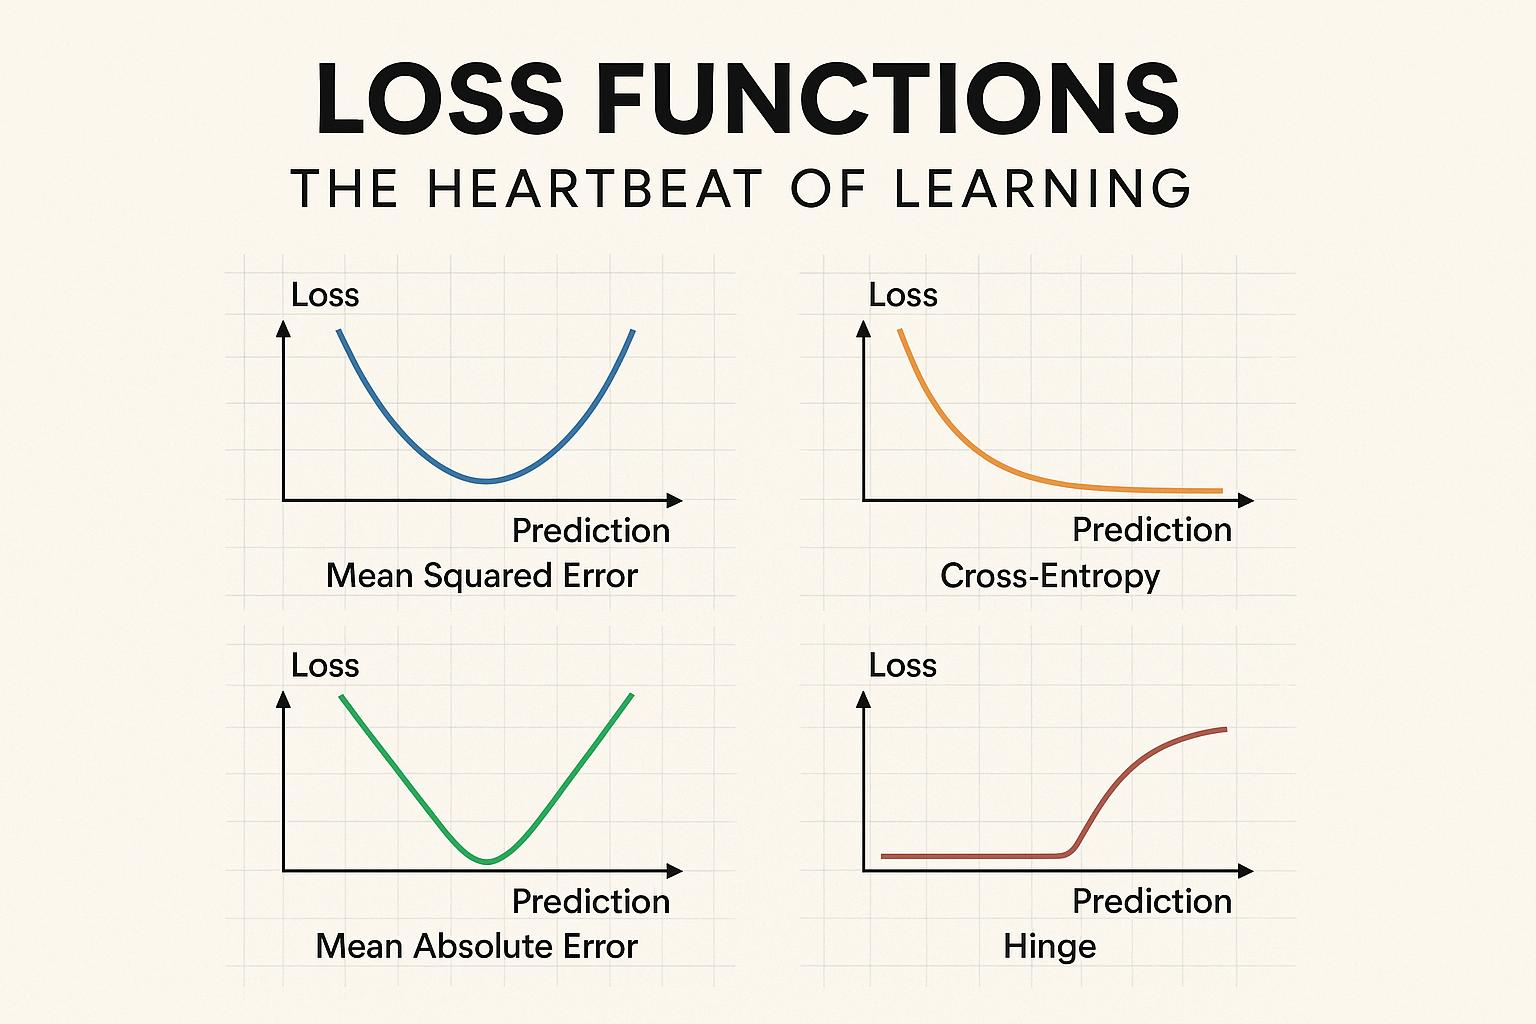 LOSS FUNCTIONS
THE HEARTBEAT OF LEARNING
Loss
Prediction
Mean Squared Error
Loss
Prediction
Cross-Entropy
Loss
Prediction
Mean Absolute Error
Loss
Prediction
Hinge